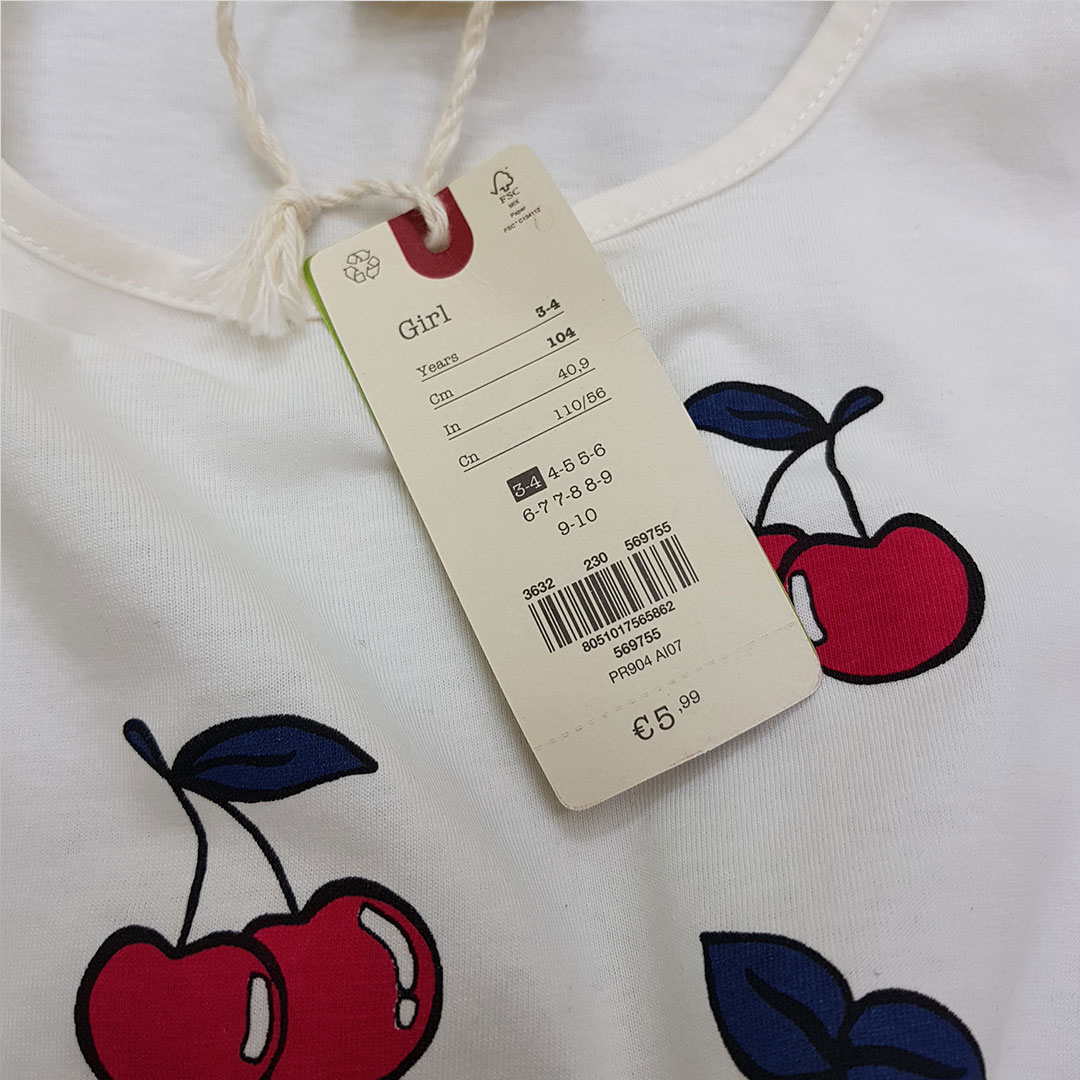 FSC
MIX
Paper
FSC™ C134112
Girl
Years 3-4
Cm 104
In 40,9
Cn 110/56
3-4 4-5 5-6
6-7 7-8 8-9
9-10
3632 230 569755
8051017565862
569755
PR904 AI07
€5,99